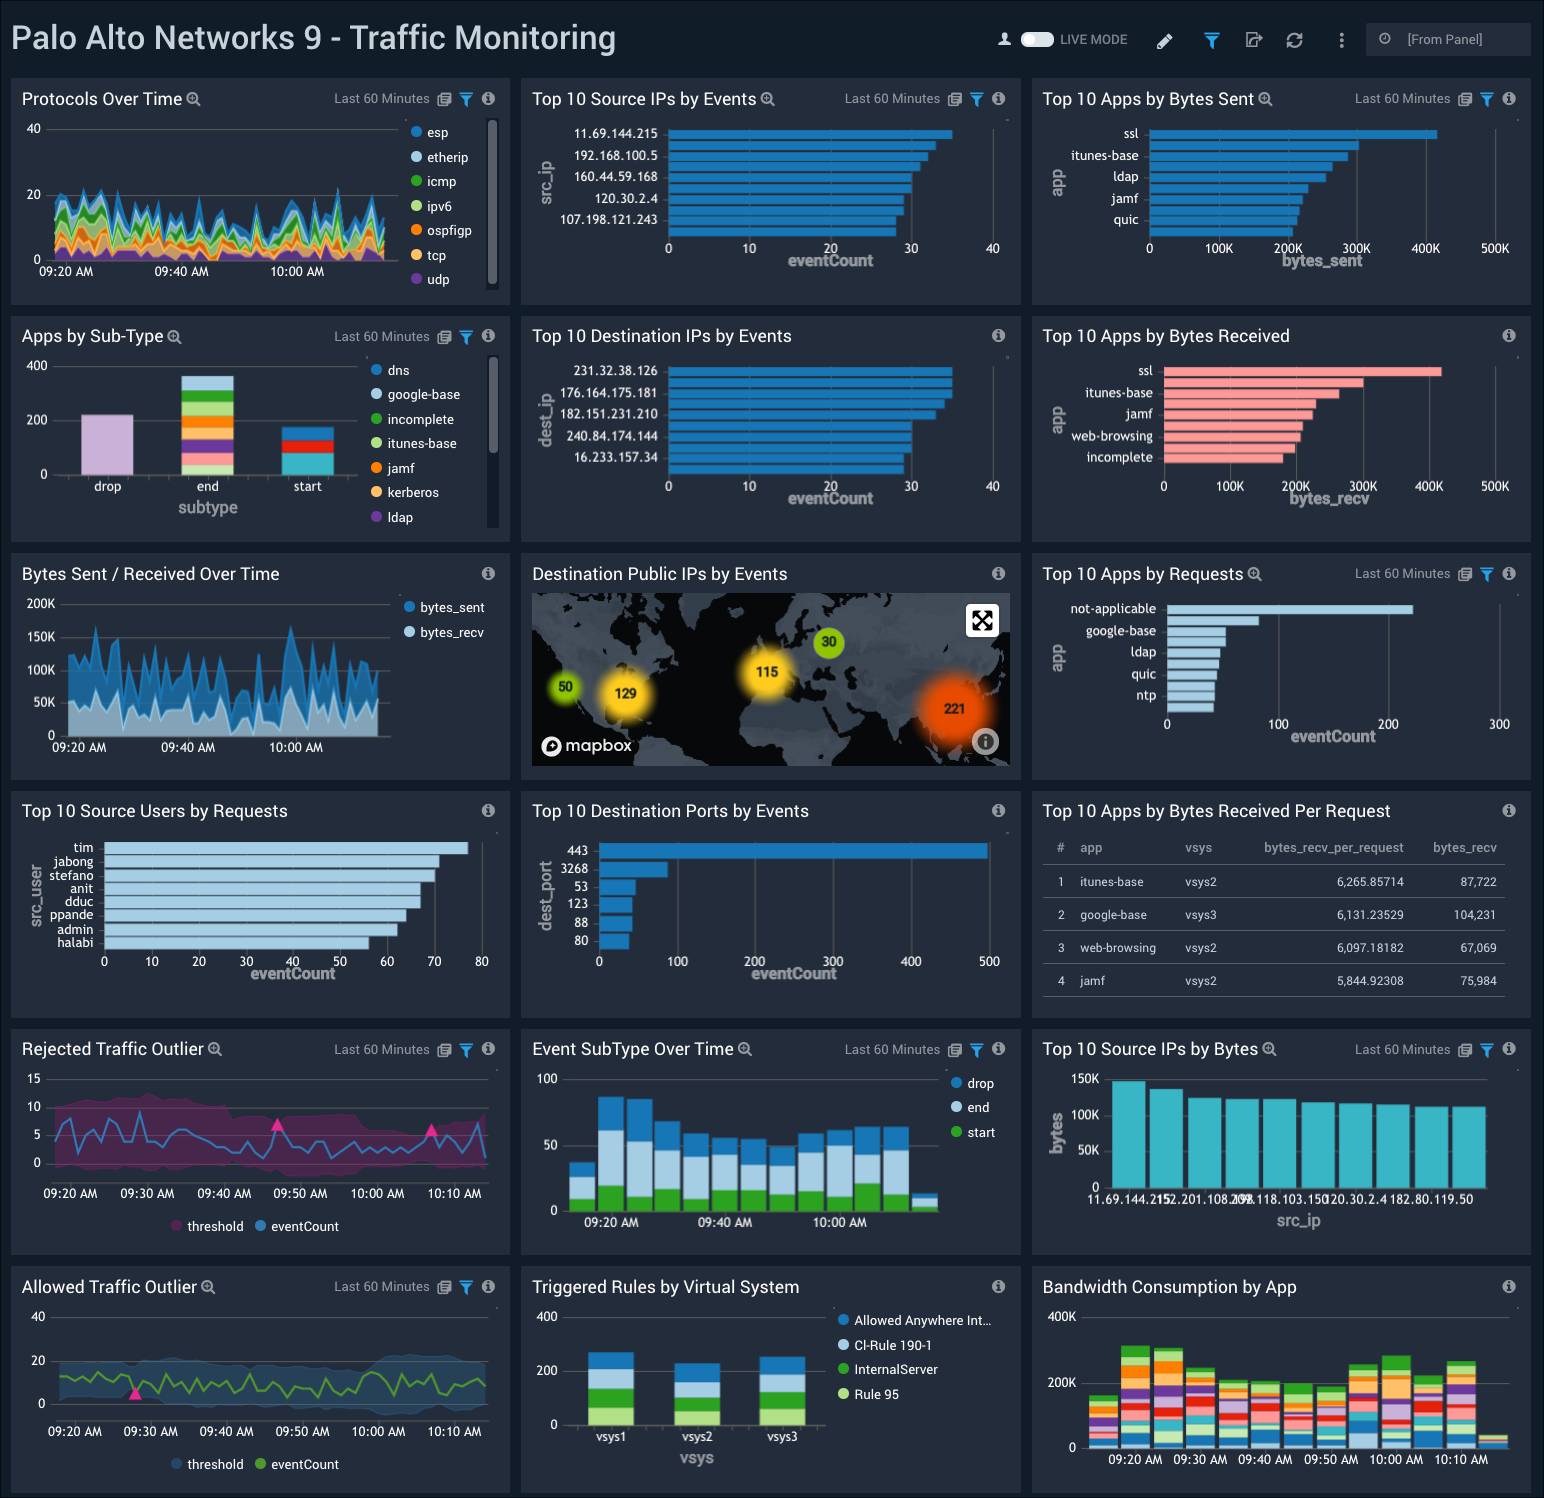 Palo Alto Networks 9 - Traffic Monitoring
LIVE MODE
[From Panel]
Protocols Over Time
Last 60 Minutes
40
20
0
09:20 AM 09:40 AM 10:00 AM
esp
etherip
icmp
ipv6
ospfigp
tcp
udp
Top 10 Source IPs by Events
Last 60 Minutes
src_ip
11.69.144.215
192.168.100.5
160.44.59.168
120.30.2.4
107.198.121.243
0 10 20 30 40
eventCount
Top 10 Apps by Bytes Sent
Last 60 Minutes
app
ssl
itunes-base
ldap
jamf
quic
0 100K 200K 300K 400K 500K
bytes_sent
Apps by Sub-Type
Last 60 Minutes
400
200
0
drop end start
subtype
dns
google-base
incomplete
itunes-base
jamf
kerberos
ldap
Top 10 Destination IPs by Events
dest_ip
231.32.38.126
176.164.175.181
182.151.231.210
240.84.174.144
16.233.157.34
0 10 20 30 40
eventCount
Top 10 Apps by Bytes Received
app
ssl
itunes-base
jamf
web-browsing
incomplete
0 100K 200K 300K 400K 500K
bytes_recv
Bytes Sent / Received Over Time
200K
150K
100K
50K
0
09:20 AM 09:40 AM 10:00 AM
bytes_sent
bytes_recv
Destination Public IPs by Events
30
115
50
129
221
mapbox
Top 10 Apps by Requests
Last 60 Minutes
app
not-applicable
google-base
ldap
quic
ntp
0 100 200 300
eventCount
Top 10 Source Users by Requests
src_user
tim
jabong
stefano
anit
dduc
ppande
admin
halabi
0 10 20 30 40 50 60 70 80
eventCount
Top 10 Destination Ports by Events
dest_port
443
3268
53
123
88
80
0 100 200 300 400 500
eventCount
Top 10 Apps by Bytes Received Per Request
# app vsys bytes_recv_per_request bytes_recv
1 itunes-base vsys2 6,265.85714 87,722
2 google-base vsys3 6,131.23529 104,231
3 web-browsing vsys2 6,097.18182 67,069
4 jamf vsys2 5,844.92308 75,984
Rejected Traffic Outlier
Last 60 Minutes
15
10
5
0
09:20 AM 09:30 AM 09:40 AM 09:50 AM 10:00 AM 10:10 AM
threshold eventCount
Event SubType Over Time
Last 60 Minutes
100
50
0
09:20 AM 09:40 AM 10:00 AM
drop
end
start
Top 10 Source IPs by Bytes
Last 60 Minutes
bytes
150K
100K
50K
0
11.69.144.215 120.30.2.4 182.80.119.50
src_ip
Allowed Traffic Outlier
Last 60 Minutes
40
20
0
09:20 AM 09:30 AM 09:40 AM 09:50 AM 10:00 AM 10:10 AM
threshold eventCount
Triggered Rules by Virtual System
400
200
0
vsys1 vsys2 vsys3
vsys
Allowed Anywhere Int...
CI-Rule 190-1
InternalServer
Rule 95
Bandwidth Consumption by App
400K
200K
0
09:20 AM 09:30 AM 09:40 AM 09:50 AM 10:00 AM 10:10 AM